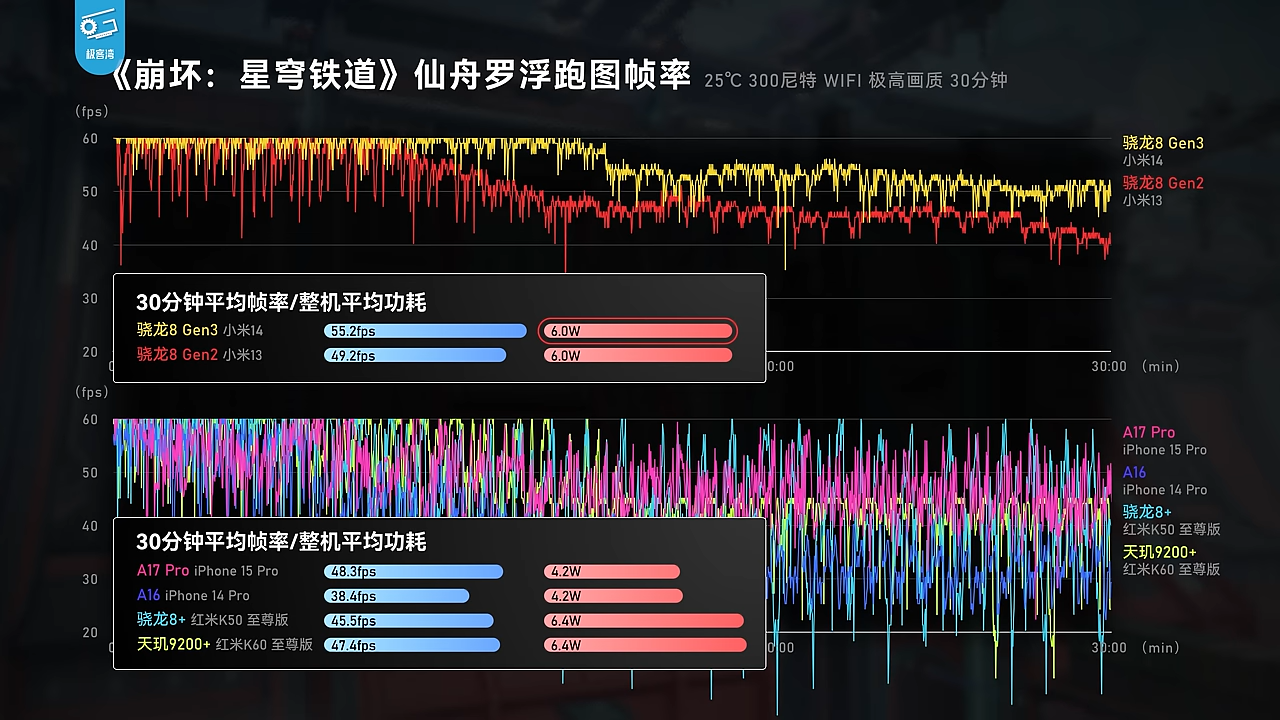 极客湾
《崩坏：星穹铁道》仙舟罗浮跑图帧率 25℃ 300尼特 WIFI 极高画质 30分钟
(fps)
60
50
40
30
20
骁龙8 Gen3
小米14
骁龙8 Gen2
小米13
30分钟平均帧率/整机平均功耗
骁龙8 Gen3 小米14 55.2fps 6.0W
骁龙8 Gen2 小米13 49.2fps 6.0W
0:00 30:00 (min)
(fps)
60
50
40
30
20
A17 Pro
iPhone 15 Pro
A16
iPhone 14 Pro
骁龙8+
红米K50 至尊版
天玑9200+
红米K60 至尊版
30分钟平均帧率/整机平均功耗
A17 Pro iPhone 15 Pro 48.3fps 4.2W
A16 iPhone 14 Pro 38.4fps 4.2W
骁龙8+ 红米K50 至尊版 45.5fps 6.4W
天玑9200+ 红米K60 至尊版 47.4fps 6.4W
0:00 30:00 (min)